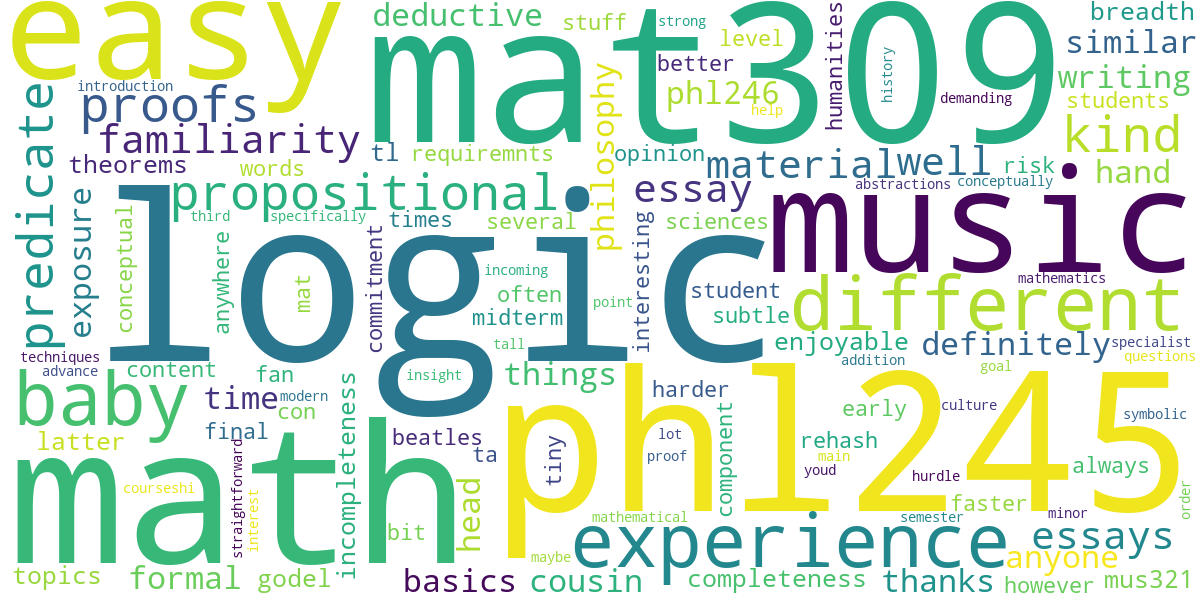 easy
mat309
deductive
stuff
strong
level
better
phl246
help
humanities
history
demanding
breadth
similar
writing
students
introduction
proofs
familiarity
theorems
words
tl
requiremnts
philosophy
opinion
material
well
risk
kind
hand
abstractions
conceptually
predicate
exposure
propositional
third
specifically
times
several
essay
sciences
music
conceptual
anywhere
mat
logic
commitment
incoming
often
midterm
point
tall
interesting
student
subtle
mathematics
different
enjoyable
definitely
specialist
questions
techniques
advance
content
fan
insight
things
addition
goal
baby
time
modern
con
harder
early
culture
symbolic
latter
final
incompleteness
beatles
ta
tiny
lot
proof
component
rehash
main
youd
hurdle
always
math
courseshi
straightforward
interest
bit
head
phl245
faster
minor
order
mathematical
semester
topics
formal
godel
maybe
experience
essays
anyone
basics
cousin
completeness
thanks
however
mus321